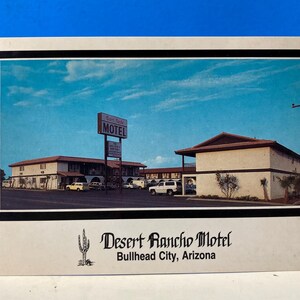 MOTEL
Desert Rancho Motel
Bullhead City, Arizona